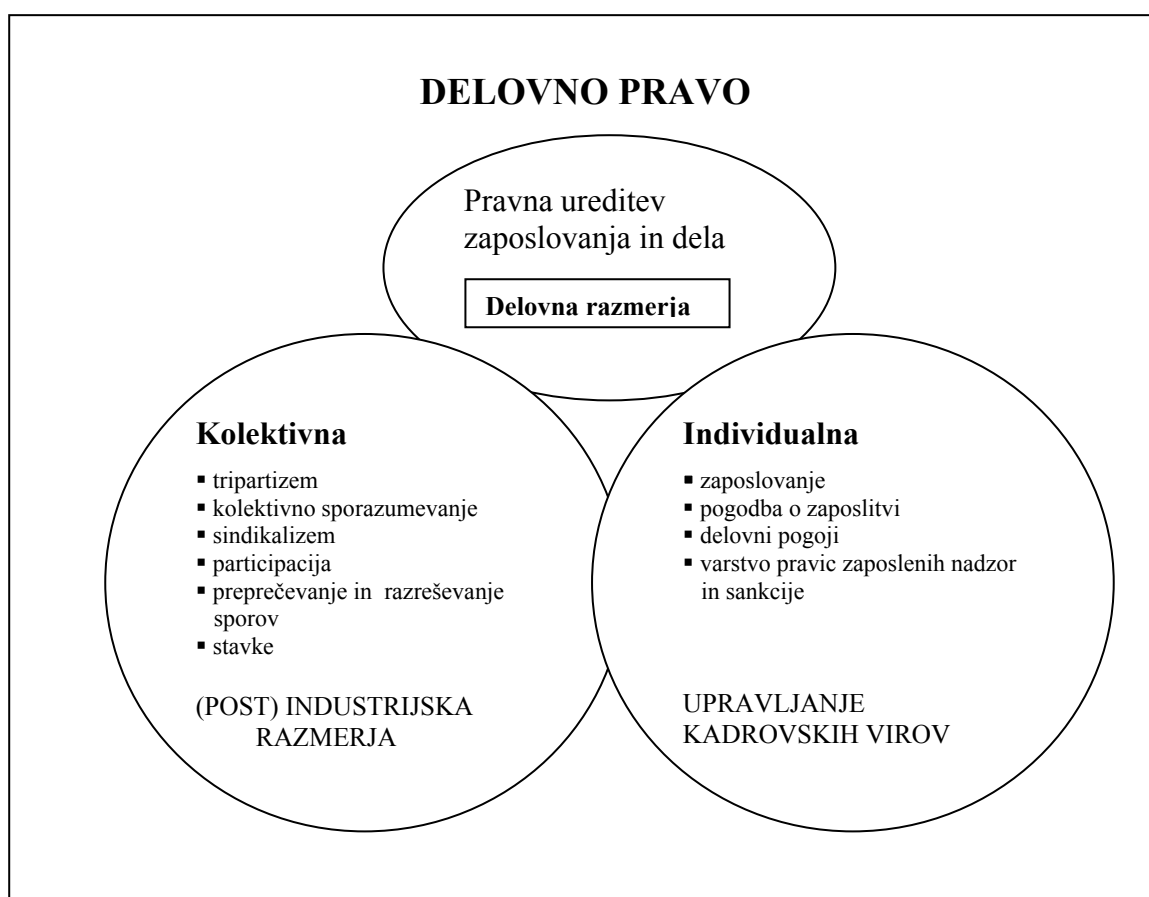 DELOVNO PRAVO
Pravna ureditev
zaposlovanja in dela
Delovna razmerja
Kolektivna
▪ tripartizem
▪ kolektivno sporazumevanje
▪ sindikalizem
▪ participacija
▪ preprečevanje in razreševanje
sporov
▪ stavke
(POST) INDUSTRIJSKA
RAZMERJA
Individualna
▪ zaposlovanje
▪ pogodba o zaposlitvi
▪ delovni pogoji
▪ varstvo pravic zaposlenih nadzor
in sankcije
UPRAVLJANJE
KADROVSKIH VIROV